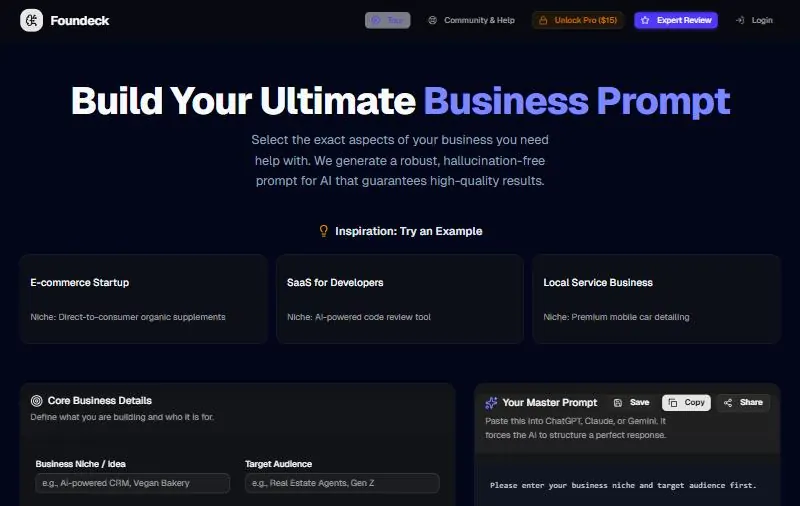 Foundeck
Tour
Community & Help
Unlock Pro ($15)
Expert Review
Login
Build Your Ultimate Business Prompt
Select the exact aspects of your business you need
help with. We generate a robust, hallucination-free
prompt for AI that guarantees high-quality results.
Inspiration: Try an Example
E-commerce Startup
Niche: Direct-to-consumer organic supplements
SaaS for Developers
Niche: AI-powered code review tool
Local Service Business
Niche: Premium mobile car detailing
Core Business Details
Define what you are building and who it is for.
Business Niche / Idea
e.g., AI-powered CRM, Vegan Bakery
Target Audience
e.g., Real Estate Agents, Gen Z
Your Master Prompt
Save
Copy
Share
Paste this into ChatGPT, Claude, or Gemini. It
forces the AI to structure a perfect response.
Please enter your business niche and target audience first.